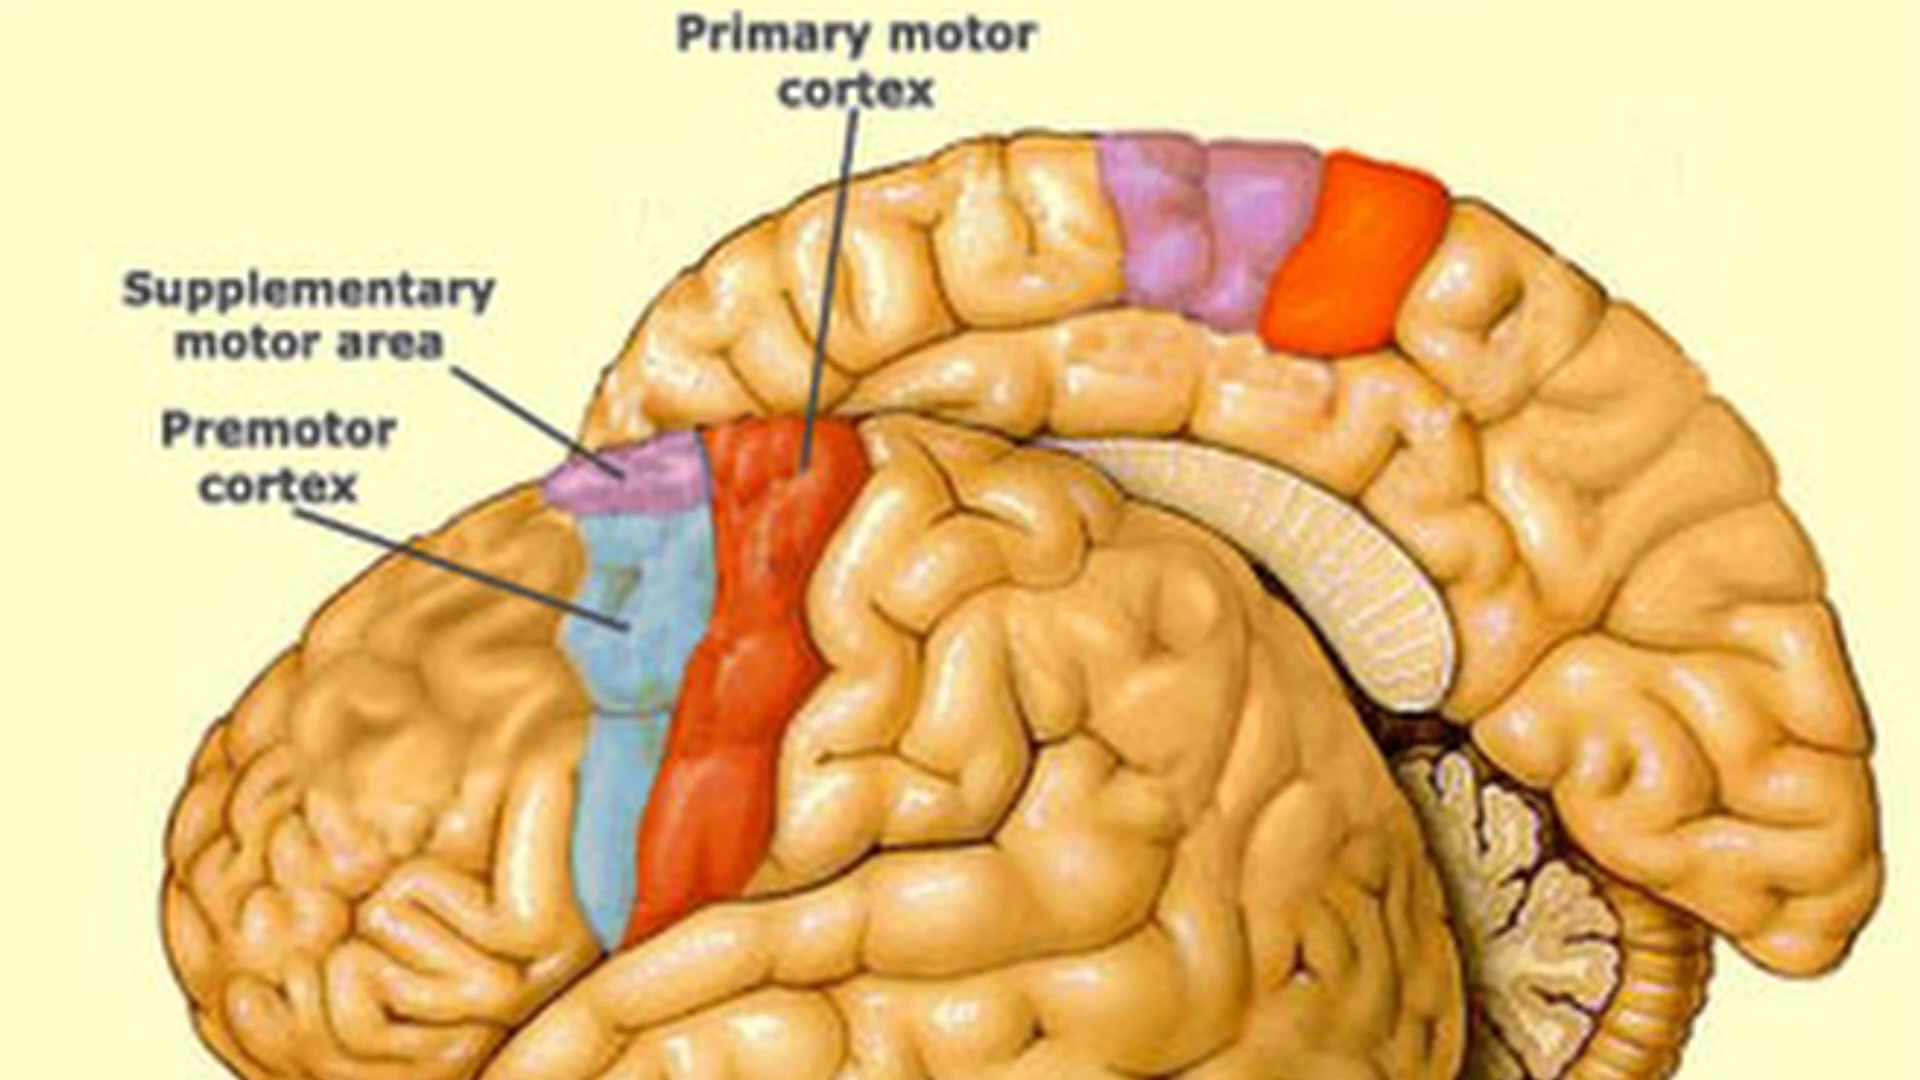 Primary motor
cortex
Supplementary
motor area
Premotor
cortex